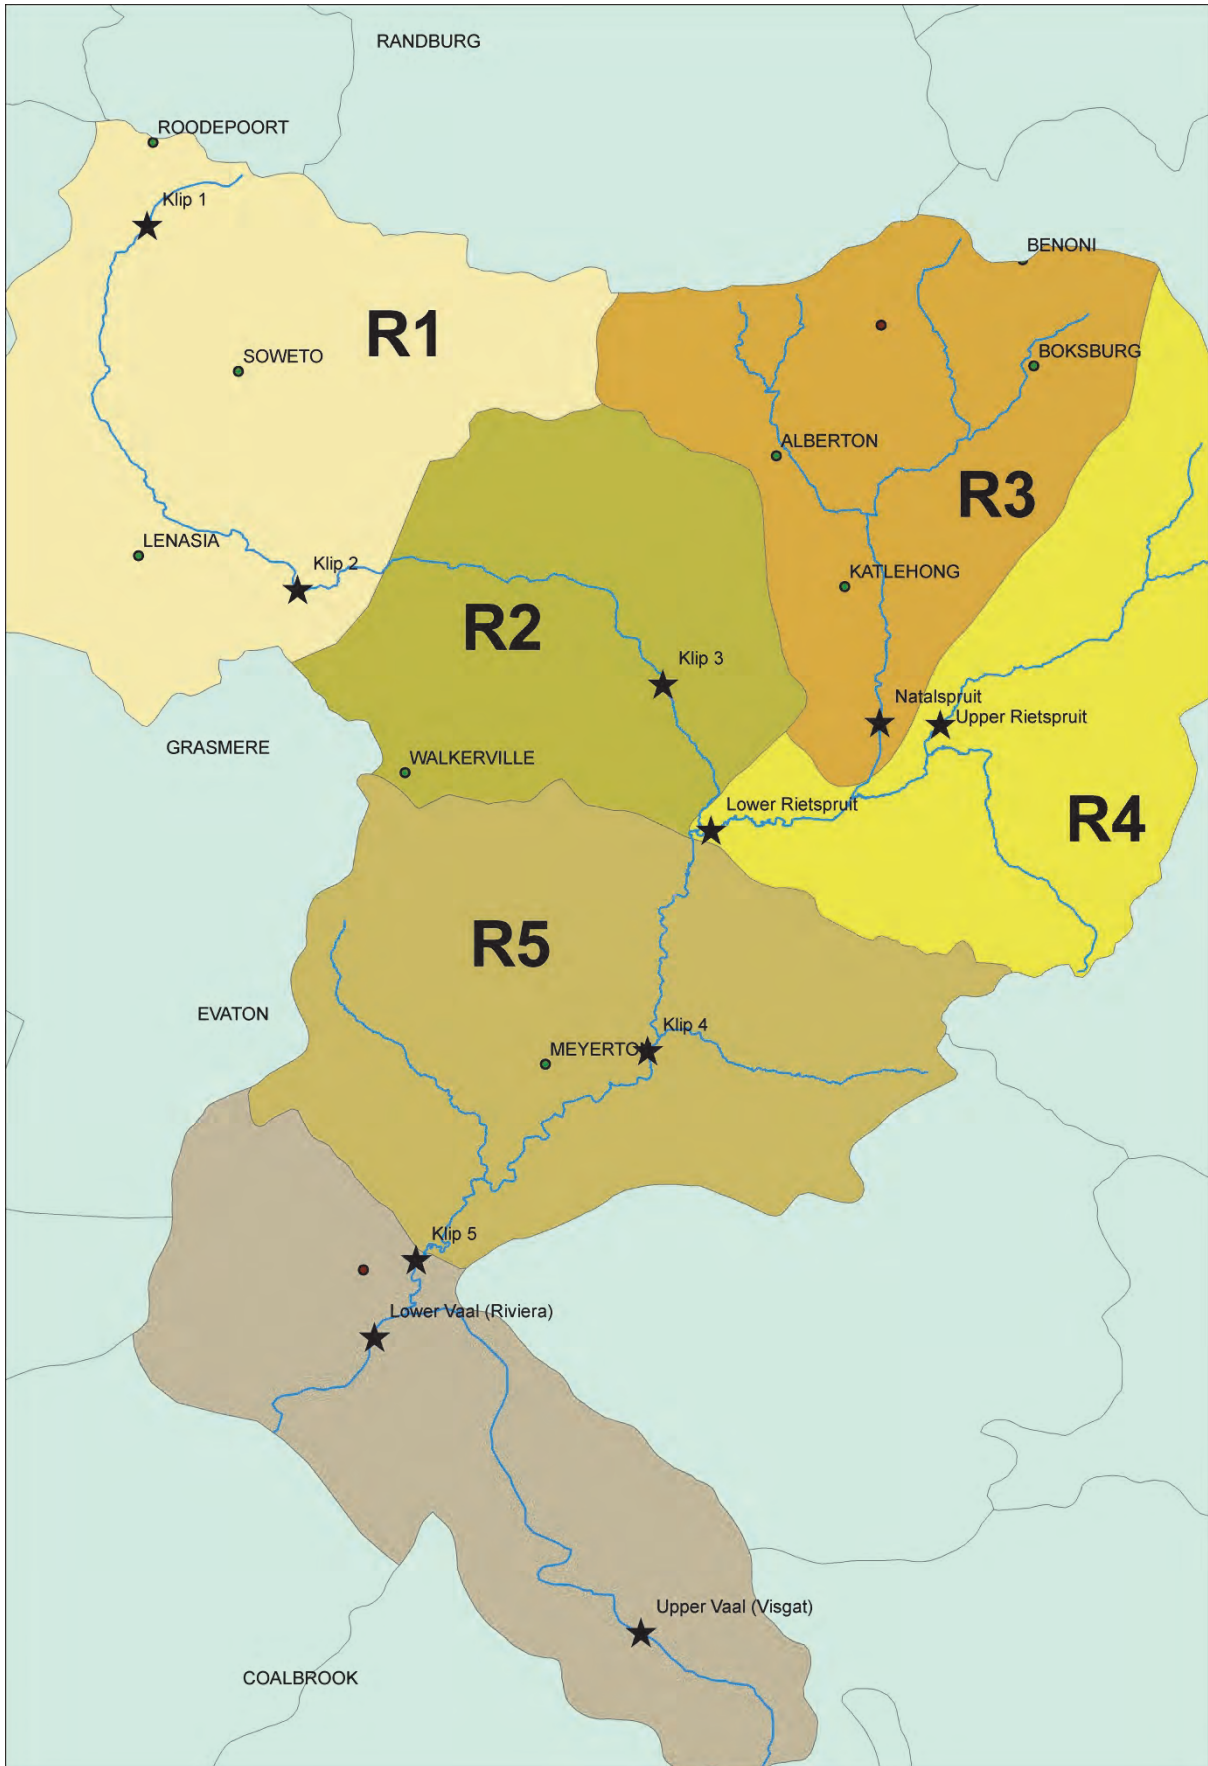 RANDBURG
ROODEPOORT
Klip 1
BENONI
R1
SOWETO
BOKSBURG
ALBERTON
R3
LENASIA
Klip 2
KATLEHONG
R2
Klip 3
Natalspruit
Upper Rietspruit
GRASMERE
WALKERVILLE
Lower Rietspruit
R4
R5
EVATON
Klip 4
MEYERTON
Klip 5
Lower Vaal (Riviera)
Upper Vaal (Visgat)
COALBROOK